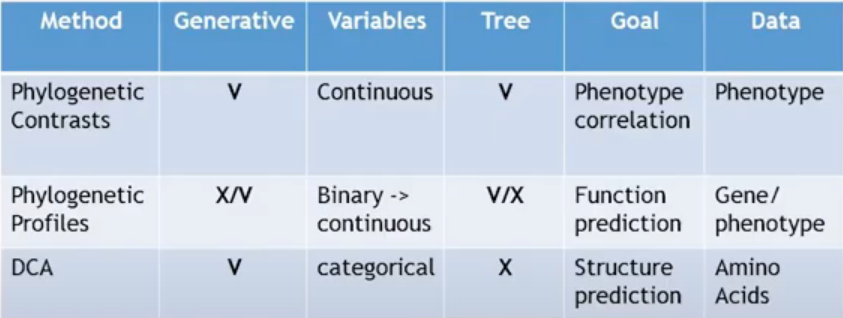 Method Generative Variables Tree Goal Data
Phylogenetic V Continuous V Phenotype Phenotype
Contrasts correlation
Phylogenetic X/V Binary -> V/X Function Gene/
Profiles continuous prediction phenotype
DCA V categorical X Structure Amino
prediction Acids